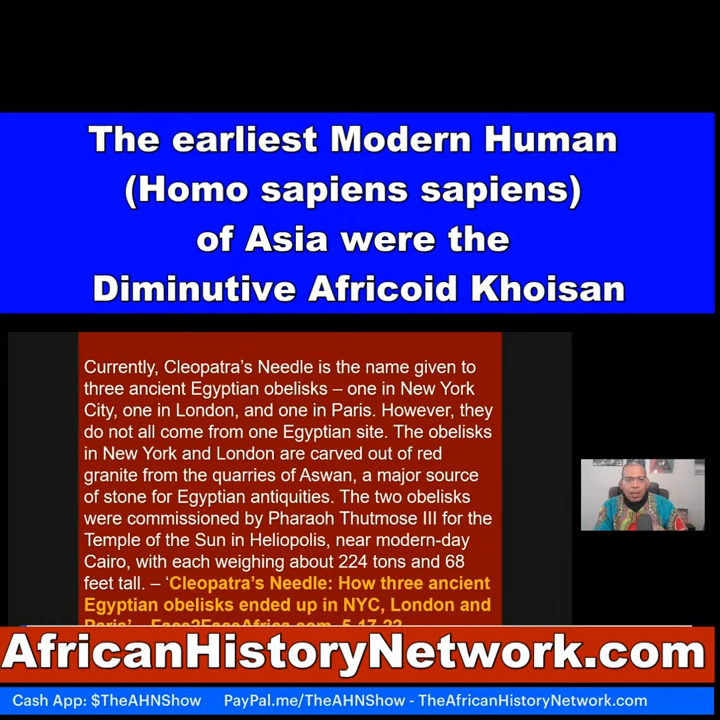 The earliest Modern Human
(Homo sapiens sapiens)
of Asia were the
Diminutive Africoid Khoisan
Currently, Cleopatra's Needle is the name given to
three ancient Egyptian obelisks – one in New York
City, one in London, and one in Paris. However, they
do not all come from one Egyptian site. The obelisks
in New York and London are carved out of red
granite from the quarries of Aswan, a major source
of stone for Egyptian antiquities. The two obelisks
were commissioned by Pharaoh Thutmose III for the
Temple of the Sun in Heliopolis, near modern-day
Cairo, with each weighing about 224 tons and 68
feet tall. – 'Cleopatra's Needle: How three ancient
Egyptian obelisks ended up in NYC, London and
Paris' – Face2FaceAfrica.com, 5-17-22
AfricanHistoryNetwork.com
Cash App: $TheAHNShow PayPal.me/TheAHNShow - TheAfricanHistoryNetwork.com